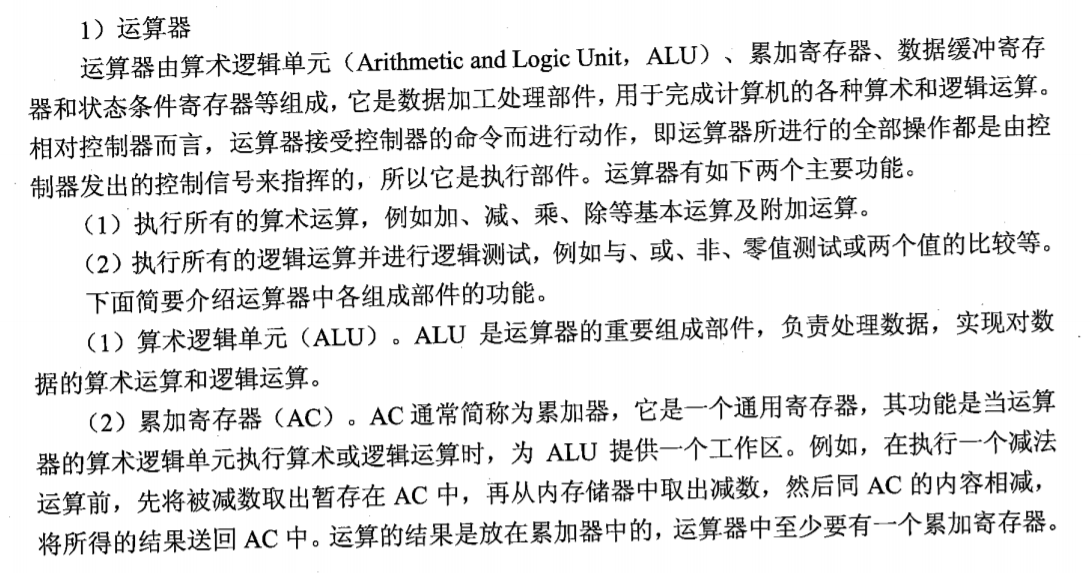 1）运算器
运算器由算术逻辑单元（Arithmetic and Logic Unit，ALU）、累加寄存器、数据缓冲寄存
器和状态条件寄存器等组成，它是数据加工处理部件，用于完成计算机的各种算术和逻辑运算。
相对控制器而言，运算器接受控制器的命令而进行动作，即运算器所进行的全部操作都是由控
制器发出的控制信号来指挥的，所以它是执行部件。运算器有如下两个主要功能。
（1）执行所有的算术运算，例如加、减、乘、除等基本运算及附加运算。
（2）执行所有的逻辑运算并进行逻辑测试，例如与、或、非、零值测试或两个值的比较等。
下面简要介绍运算器中各组成部件的功能。
（1）算术逻辑单元（ALU）。ALU 是运算器的重要组成部件，负责处理数据，实现对数
据的算术运算和逻辑运算。
（2）累加寄存器（AC）。AC 通常简称为累加器，它是一个通用寄存器，其功能是当运算
器的算术逻辑单元执行算术或逻辑运算时，为 ALU 提供一个工作区。例如，在执行一个减法
运算前，先将被减数取出暂存在 AC 中，再从内存储器中取出减数，然后同 AC 的内容相减，
将所得的结果送回 AC 中。运算的结果是放在累加器中的，运算器中至少要有一个累加寄存器。